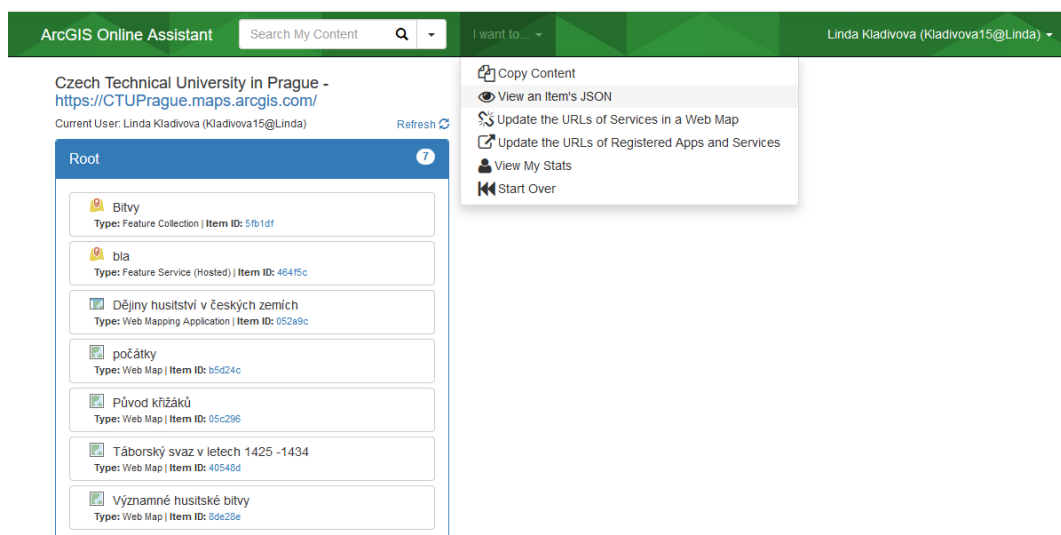 ArcGIS Online Assistant
Search My Content
I want to...
Linda Kladivova (Kladivova15@Linda)
Copy Content
View an Item's JSON
Update the URLs of Services in a Web Map
Update the URLs of Registered Apps and Services
View My Stats
Start Over
Czech Technical University in Prague -
https://CTUPrague.maps.arcgis.com/
Current User: Linda Kladivova (Kladivova15@Linda) Refresh
Root 7
Bitvy
Type: Feature Collection | Item ID: 5fb1df
bla
Type: Feature Service (Hosted) | Item ID: 464f5c
Dějiny husitství v českých zemích
Type: Web Mapping Application | Item ID: 052a9c
počátky
Type: Web Map | Item ID: b5d24c
Původ křižáků
Type: Web Map | Item ID: 05c296
Táborský svaz v letech 1425 -1434
Type: Web Map | Item ID: 40548d
Významné husitské bitvy
Type: Web Map | Item ID: 8de28e